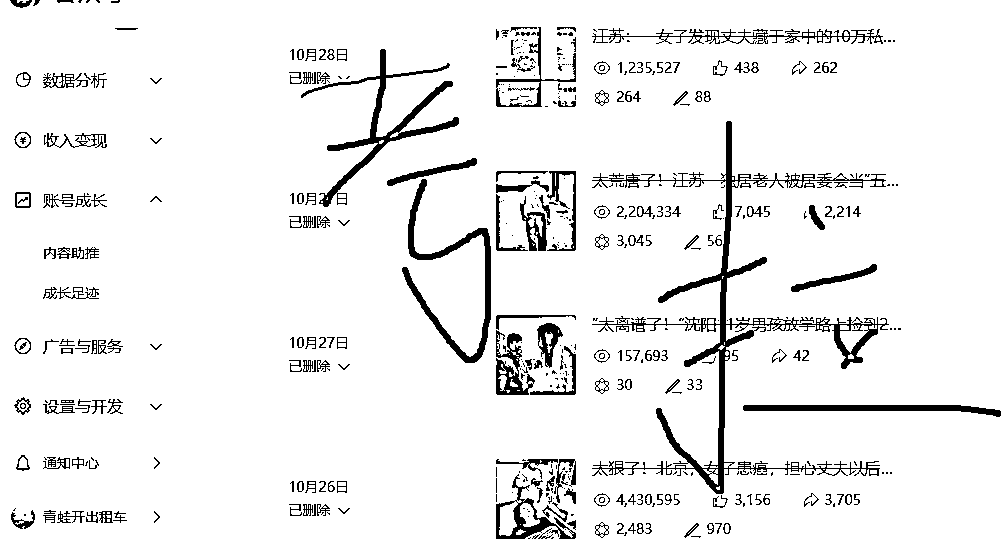 数据分析
收入变现
账号成长
内容助推
成长足迹
广告与服务
设置与开发
通知中心
青蛙开出租车
10月28日
已删除
江苏: 一女子发现丈夫藏于家中的10万私...
1,235,527 438 262
264 88
考拉
已删除
太荒唐了!江苏一独居老人被居委会当“五...
2,204,334 7,045 2,214
3,045 56
10月27日
已删除
“太离谱了!“沈阳11岁男孩放学路上捡到2...
157,693 95 42
30 33
10月26日
已删除
太狠了!北京,女子患癌,担心丈夫以后...
4,430,595 3,156 3,705
2,483 970